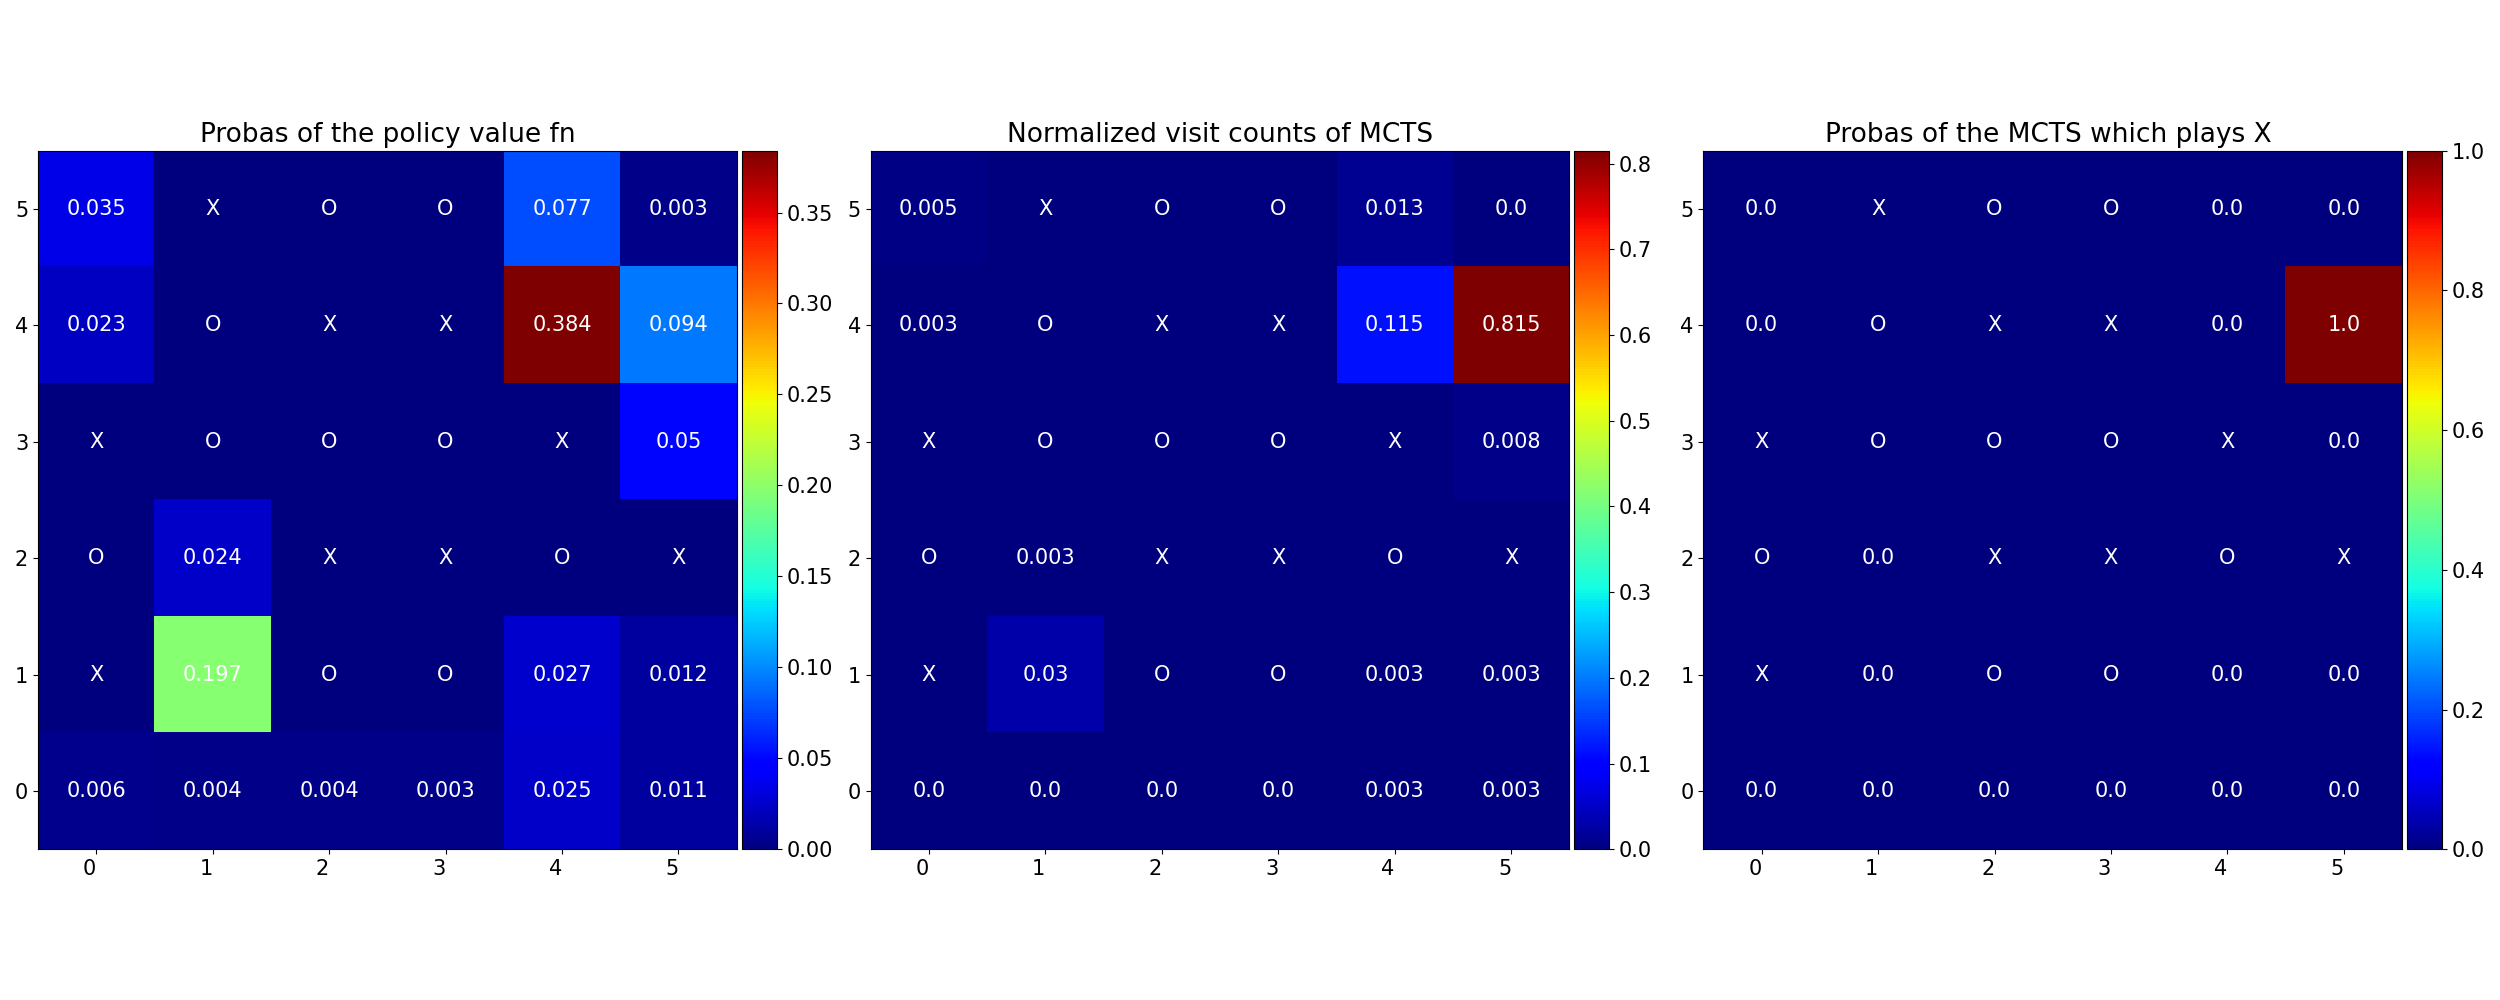 Probas of the policy value fn
5 0.035 X O O 0.077 0.003
4 0.023 O X X 0.384 0.094
3 X O O O X 0.05
2 O 0.024 X X O X
1 X 0.197 O O 0.027 0.012
0 0.006 0.004 0.004 0.003 0.025 0.011
0 1 2 3 4 5
0.35
0.30
0.25
0.20
0.15
0.10
0.05
0.00
Normalized visit counts of MCTS
5 0.005 X O O 0.013 0.0
4 0.003 O X X 0.115 0.815
3 X O O O X 0.008
2 O 0.003 X X O X
1 X 0.03 O O 0.003 0.003
0 0.0 0.0 0.0 0.0 0.003 0.003
0 1 2 3 4 5
0.8
0.7
0.6
0.5
0.4
0.3
0.2
0.1
0.0
Probas of the MCTS which plays X
5 0.0 X O O 0.0 0.0
4 0.0 O X X 0.0 1.0
3 X O O O X 0.0
2 O 0.0 X X O X
1 X 0.0 O O 0.0 0.0
0 0.0 0.0 0.0 0.0 0.0 0.0
0 1 2 3 4 5
1.0
0.8
0.6
0.4
0.2
0.0